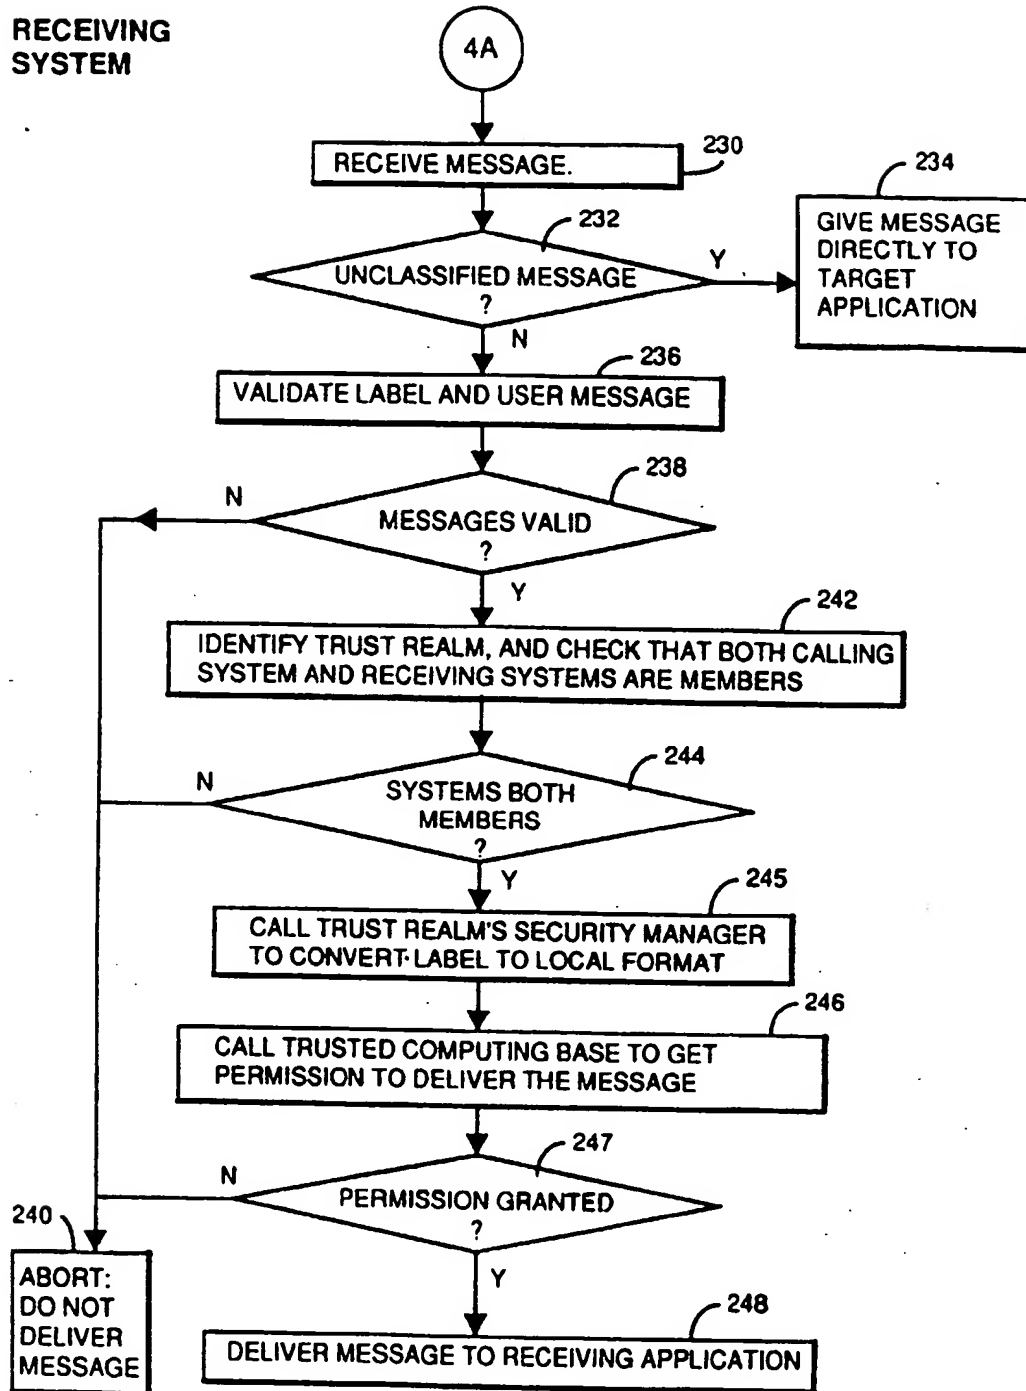 RECEIVING
SYSTEM
4A
RECEIVE MESSAGE.
230
232
UNCLASSIFIED MESSAGE
?
Y
N
234
GIVE MESSAGE
DIRECTLY TO
TARGET
APPLICATION
236
VALIDATE LABEL AND USER MESSAGE
238
N
MESSAGES VALID
?
Y
242
IDENTIFY TRUST REALM, AND CHECK THAT BOTH CALLING
SYSTEM AND RECEIVING SYSTEMS ARE MEMBERS
244
N
SYSTEMS BOTH
MEMBERS
?
Y
245
CALL TRUST REALM'S SECURITY MANAGER
TO CONVERT LABEL TO LOCAL FORMAT
246
CALL TRUSTED COMPUTING BASE TO GET
PERMISSION TO DELIVER THE MESSAGE
247
N
PERMISSION GRANTED
?
Y
240
ABORT:
DO NOT
DELIVER
MESSAGE
248
DELIVER MESSAGE TO RECEIVING APPLICATION